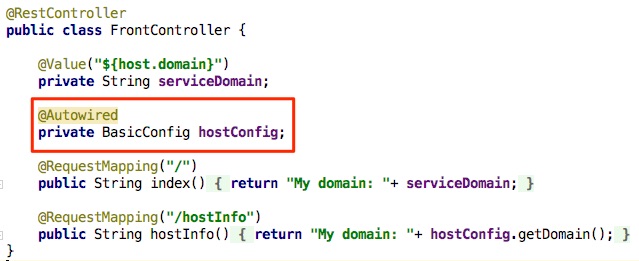 @RestController
public class FrontController {
@Value("${host.domain}")
private String serviceDomain;
@Autowired
private BasicConfig hostConfig;
@RequestMapping("/")
public String index() { return "My domain: "+ serviceDomain; }
@RequestMapping("/hostInfo")
public String hostInfo() { return "My domain: "+ hostConfig.getDomain(); }
}